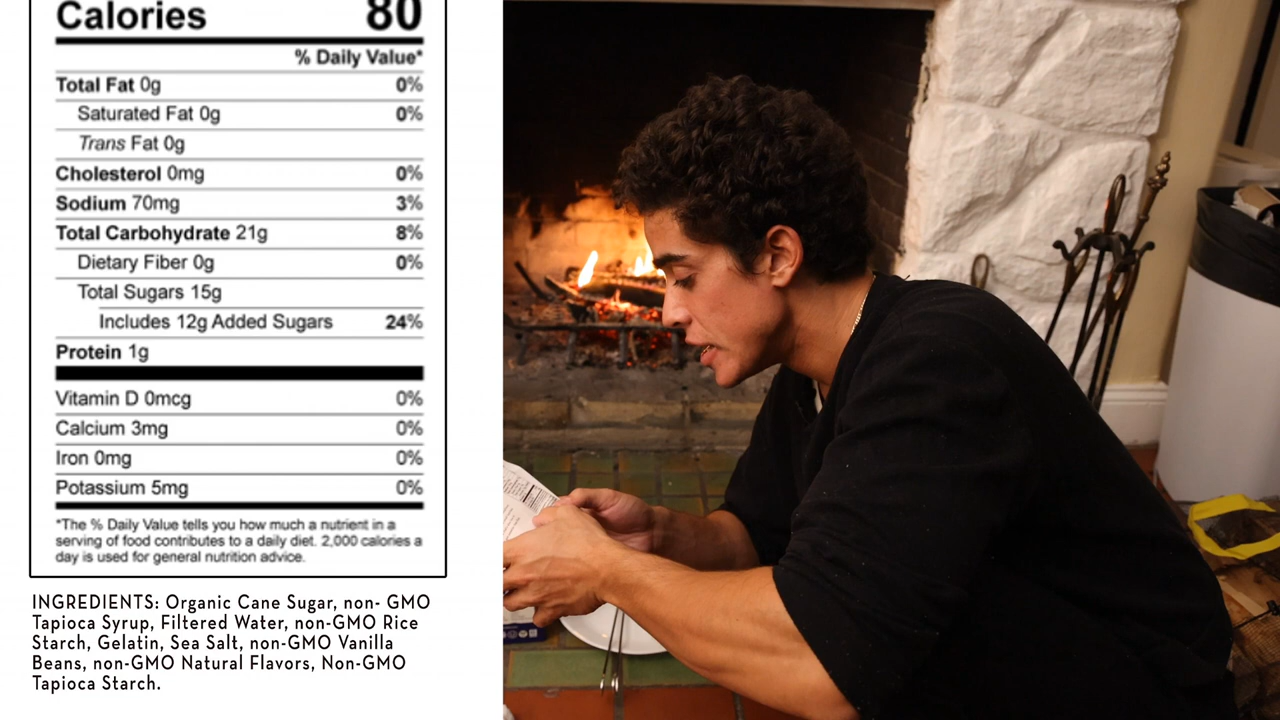 Calories 80
% Daily Value*
Total Fat 0g 0%
Saturated Fat 0g 0%
Trans Fat 0g
Cholesterol 0mg 0%
Sodium 70mg 3%
Total Carbohydrate 21g 8%
Dietary Fiber 0g 0%
Total Sugars 15g
Includes 12g Added Sugars 24%
Protein 1g
Vitamin D 0mcg 0%
Calcium 3mg 0%
Iron 0mg 0%
Potassium 5mg 0%
*The % Daily Value tells you how much a nutrient in a
serving of food contributes to a daily diet. 2,000 calories a
day is used for general nutrition advice.
INGREDIENTS: Organic Cane Sugar, non- GMO
Tapioca Syrup, Filtered Water, non-GMO Rice
Starch, Gelatin, Sea Salt, non-GMO Vanilla
Beans, non-GMO Natural Flavors, Non-GMO
Tapioca Starch.